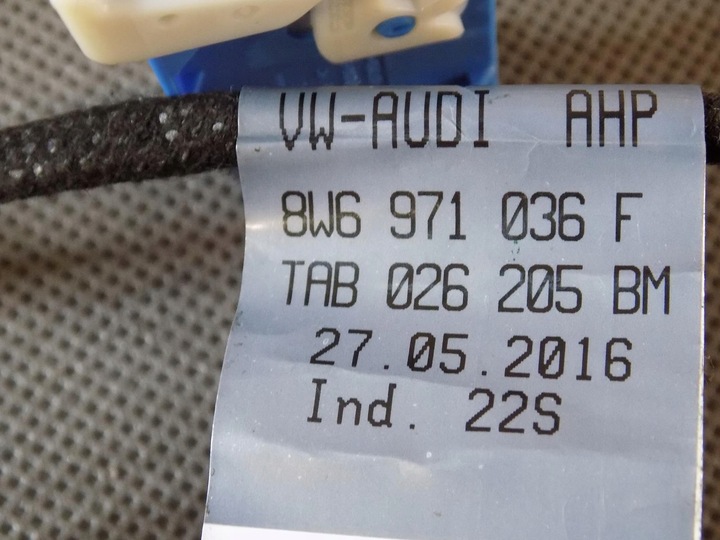 VW-AUDI AHP
8W6 971 036 F
TAB 026 205 BM
27.05.2016
Ind. 22S